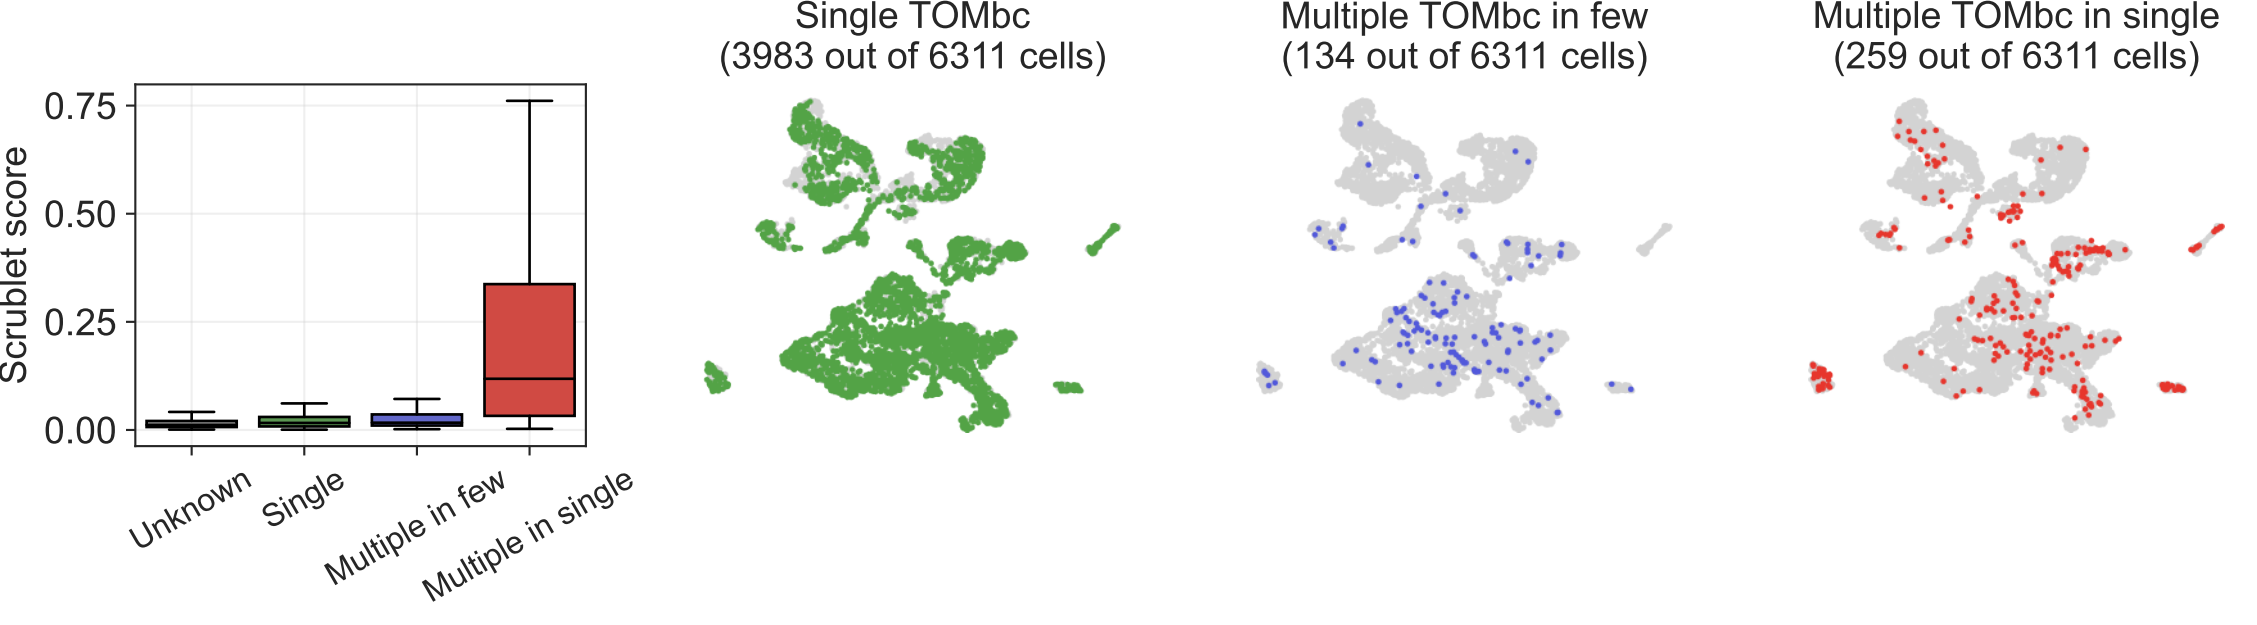 Scrublet score
0.75
0.50
0.25
0.00
Unknown
Single
Multiple in few
Multiple in single
Single TOMbc
(3983 out of 6311 cells)
Multiple TOMbc in few
(134 out of 6311 cells)
Multiple TOMbc in single
(259 out of 6311 cells)